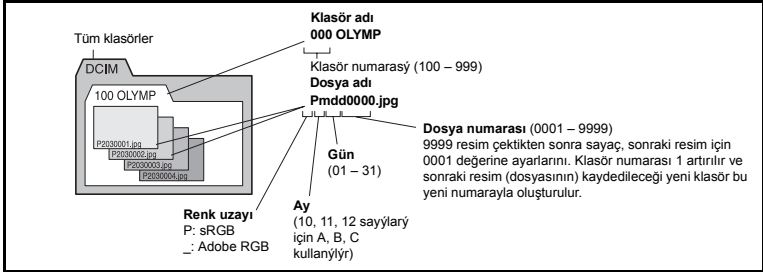 Tüm klasörler
DCIM
100 OLYMP
P2030001.jpg
P2030002.jpg
P2030003.jpg
P2030004.jpg
Klasör adı
000 OLYMP
Klasör numarasý (100 – 999)
Dosya adı
Pmdd0000.jpg
Dosya numarası (0001 – 9999)
9999 resim çektikten sonra sayaç, sonraki resim için
0001 değerine ayarlarını. Klasör numarası 1 artırılır ve
sonraki resim (dosyasının) kaydedileceği yeni klasör bu
yeni numarayla oluşturulur.
Gün
(01 – 31)
Ay
(10, 11, 12 sayýlarý
için A, B, C
kullanýlýr)
Renk uzayı
P: sRGB
_: Adobe RGB